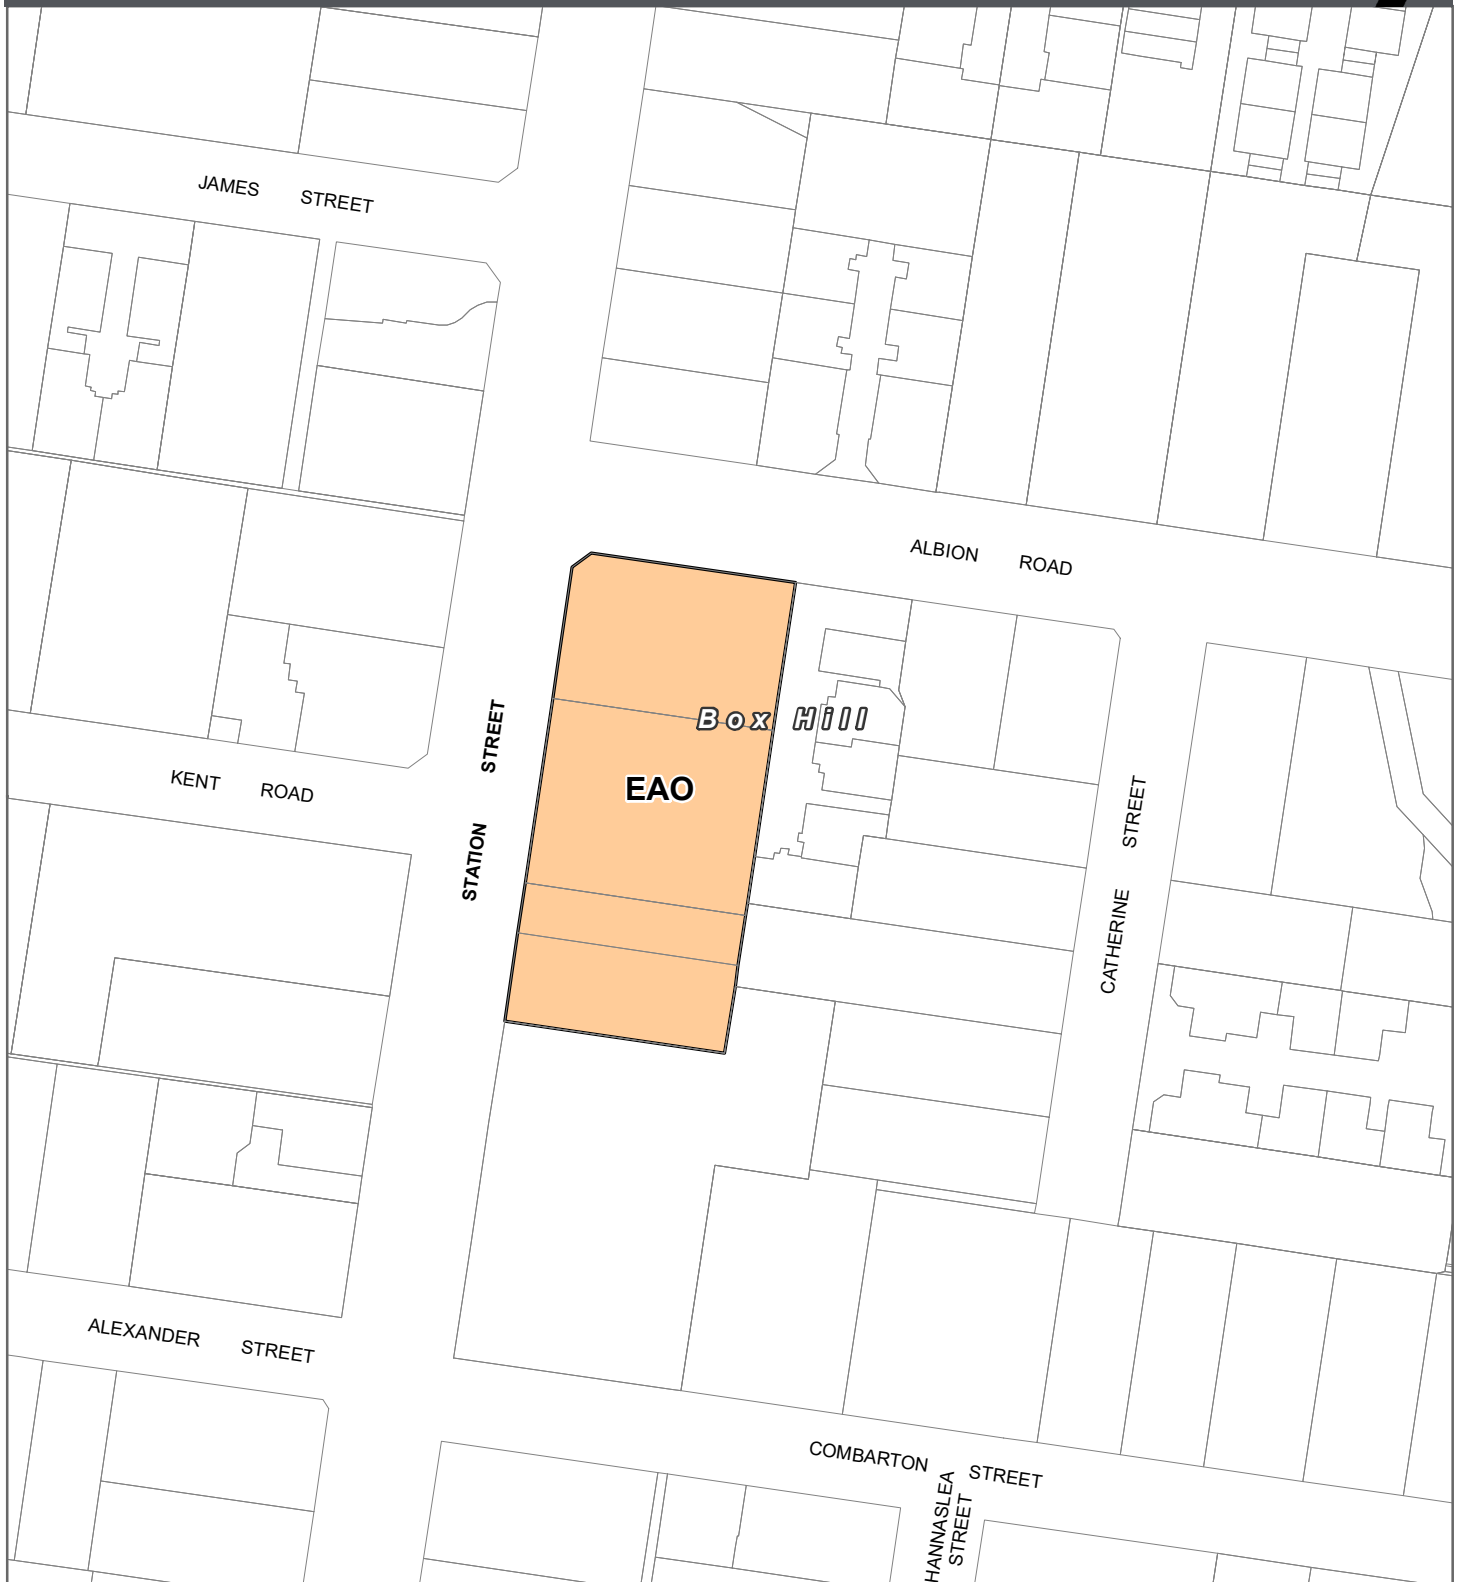 JAMES STREET
ALBION ROAD
Box Hill
STATION STREET
EAO
KENT ROAD
CATHERINE STREET
ALEXANDER STREET
COMBARTON STREET
HANNASLEA
STREET